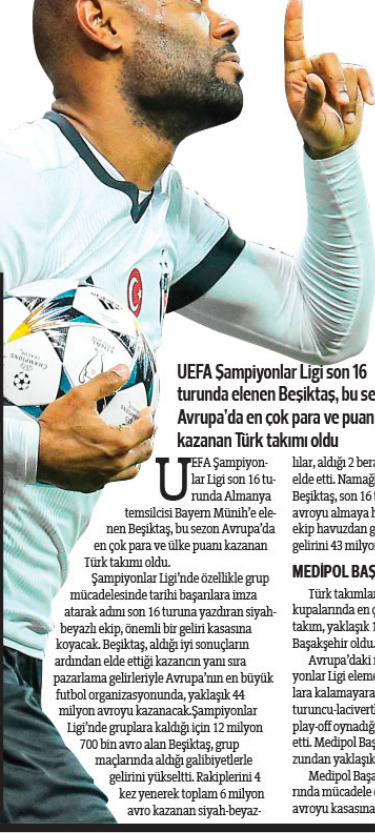 UEFA Şampiyonlar Ligi son 16
turunda elenen Beşiktaş, bu se
Avrupa'da en çok para ve puan
kazanan Türk takımı oldu
UEFA Şampiyon-
lar Ligi son 16 tu-
runda Almanya
temsilcisi Bayern Münih'e ele-
nen Beşiktaş, bu sezon Avrupa'da
en çok para ve ülke puanı kazanan
Türk takımı oldu.
Şampiyonlar Ligi'nde özellikle grup
mücadelesinde tarihi başarılara imza
atarak adını son 16 turuna yazdıran siyah-
beyazlı ekip, önemli bir geliri kasasına
koyacak. Beşiktaş, aldığı iyi sonuçların
ardından elde ettiği kazancın yanı sıra
pazarlama gelirleriyle Avrupa'nın en büyük
futbol organizasyonunda, yaklaşık 44
milyon avroyu kazanacak.Şampiyonlar
Ligi'nde gruplara kaldığı için 12 milyon
700 bin avro alan Beşiktaş, grup
maçlarında aldığı galibiyetlerle
gelirini yükseltti. Rakiplerini 4
kez yenerek toplam 6 milyon
avro kazanan siyah-beyaz-
lılar, aldığı 2 bera
elde etti. Namağ
Beşiktaş, son 16 t
avroyu almaya h
ekip havuzdan g
gelirini 43 milyon
MEDİPOL BAŞ
Türk takımlar
kupalarında en ç
takım, yaklaşık 1
Başakşehir oldu.
Avrupa'daki m
yonlar Ligi eleme
lara kalamayara
turuncu-lacivertl
play-off oynadığ
etti. Medipol Baş
zundan yaklaşık
Medipol Başa
rında mücadele e
avroyu kasasına